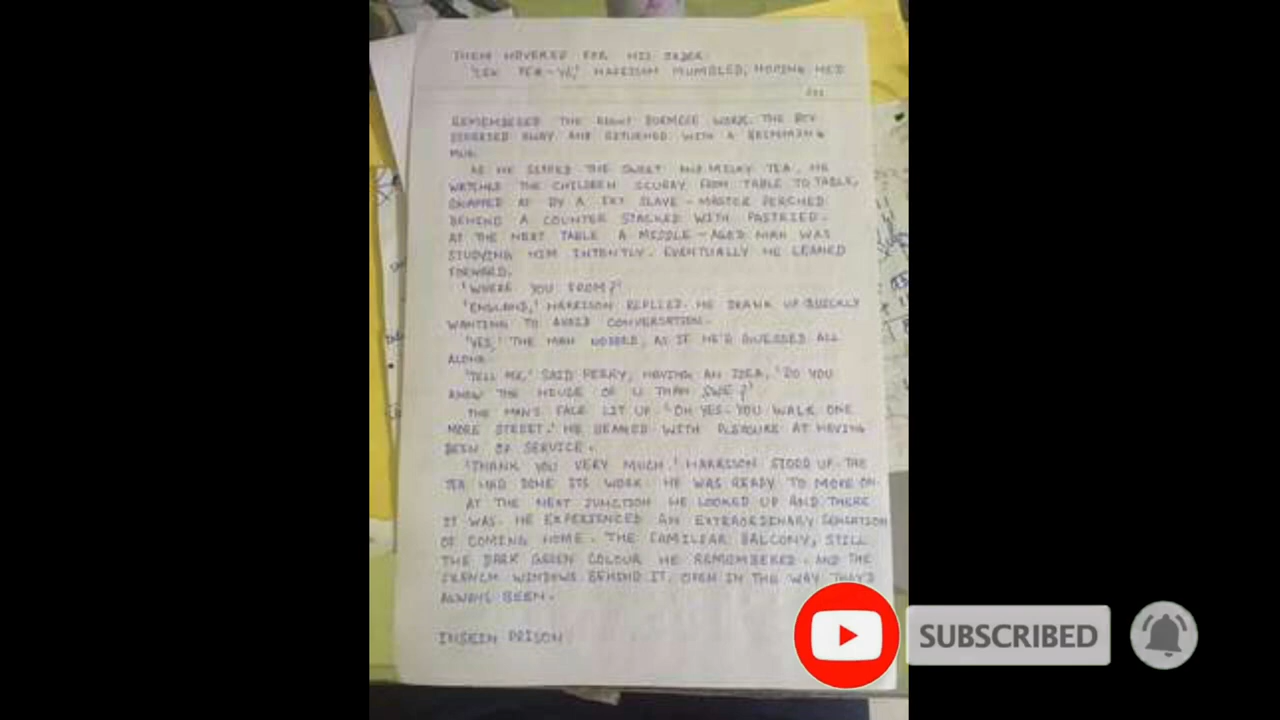 THEN HOVERED FOR HIS ORDER.
HARRISON MUMBLED, HOPING HE'D
REMEMBERED THE RIGHT BURMESE WORK. THE BOY
AWAY AND RETURNED WITH A BRIMMING
MUG.
AS HE SIPPED THE SWEET AND MILKY TEA, HE
WATCHED THE CHILDREN SCURRY FROM TABLE TO TABLE,
SNAPPED AT BY A FAT SLAVE - MASTER PERCHED
BEHIND A COUNTER STACKED WITH PASTRIED.
AT THE NEXT TABLE A MIDDLE - AGED MAN WAS
STUDYING HIM INTENTLY. EVENTUALLY HE LEANED
FORWARD.
'WHERE YOU FROM?'
'ENGLAND,' HARRISON REPLIED. HE DRANK UP QUICKLY
WANTING TO AVOID CONVERSATION.
'YES,' THE MAN NODDED, AS IF HE'D GUESSED ALL
ALONG.
'TELL ME,' SAID PERRY, HAVING AN IDEA, 'DO YOU
KNOW THE HOUSE OF U THAN SWE?'
THE MAN'S FACE LIT UP. 'OH YES. YOU WALK ONE
MORE STREET.' HE BEAMED WITH PLEASURE AT HAVING
BEEN OF SERVICE.
'THANK YOU VERY MUCH.' HARRISON STOOD UP. THE
TEA HAD DONE ITS WORK. HE WAS READY TO MOVE ON.
AT THE NEXT JUNCTION HE LOOKED UP AND THERE
IT WAS. HE EXPERIENCED AN EXTRAORDINARY SENSATION
OF COMING HOME. THE FAMILIAR BALCONY, STILL
THE DARK GREEN COLOUR HE REMEMBERED. AND THE
FRENCH WINDOWS BEHIND IT, OPEN IN THE WAY THEY'D
ALWAYS BEEN.
INSEIN PRISON
SUBSCRIBED